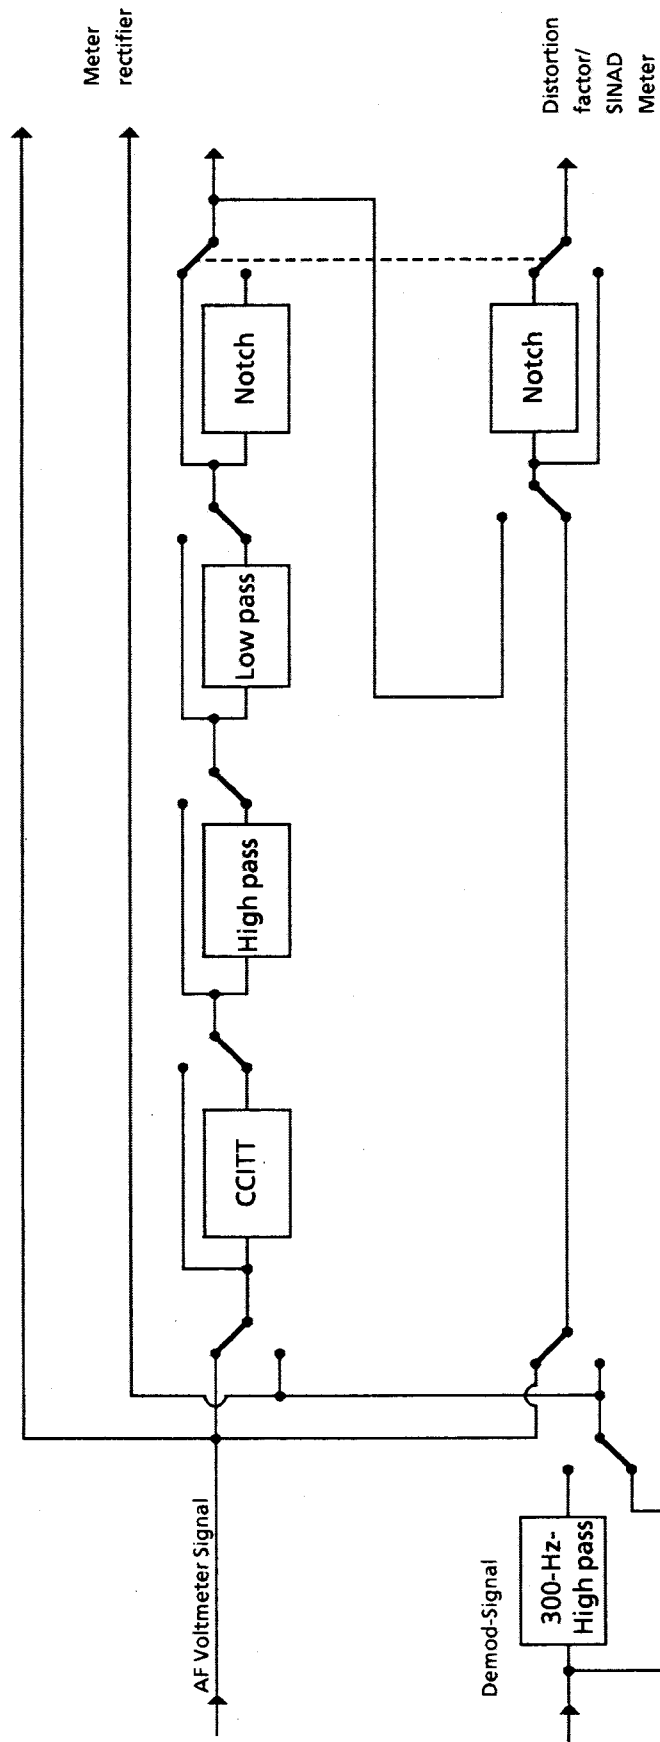 Meter
rectifier
Distortion
factor/
SINAD
Meter
Notch
Notch
Low pass
High pass
CCITT
AF Voltmeter Signal
Demod-Signal
300-Hz-
High pass